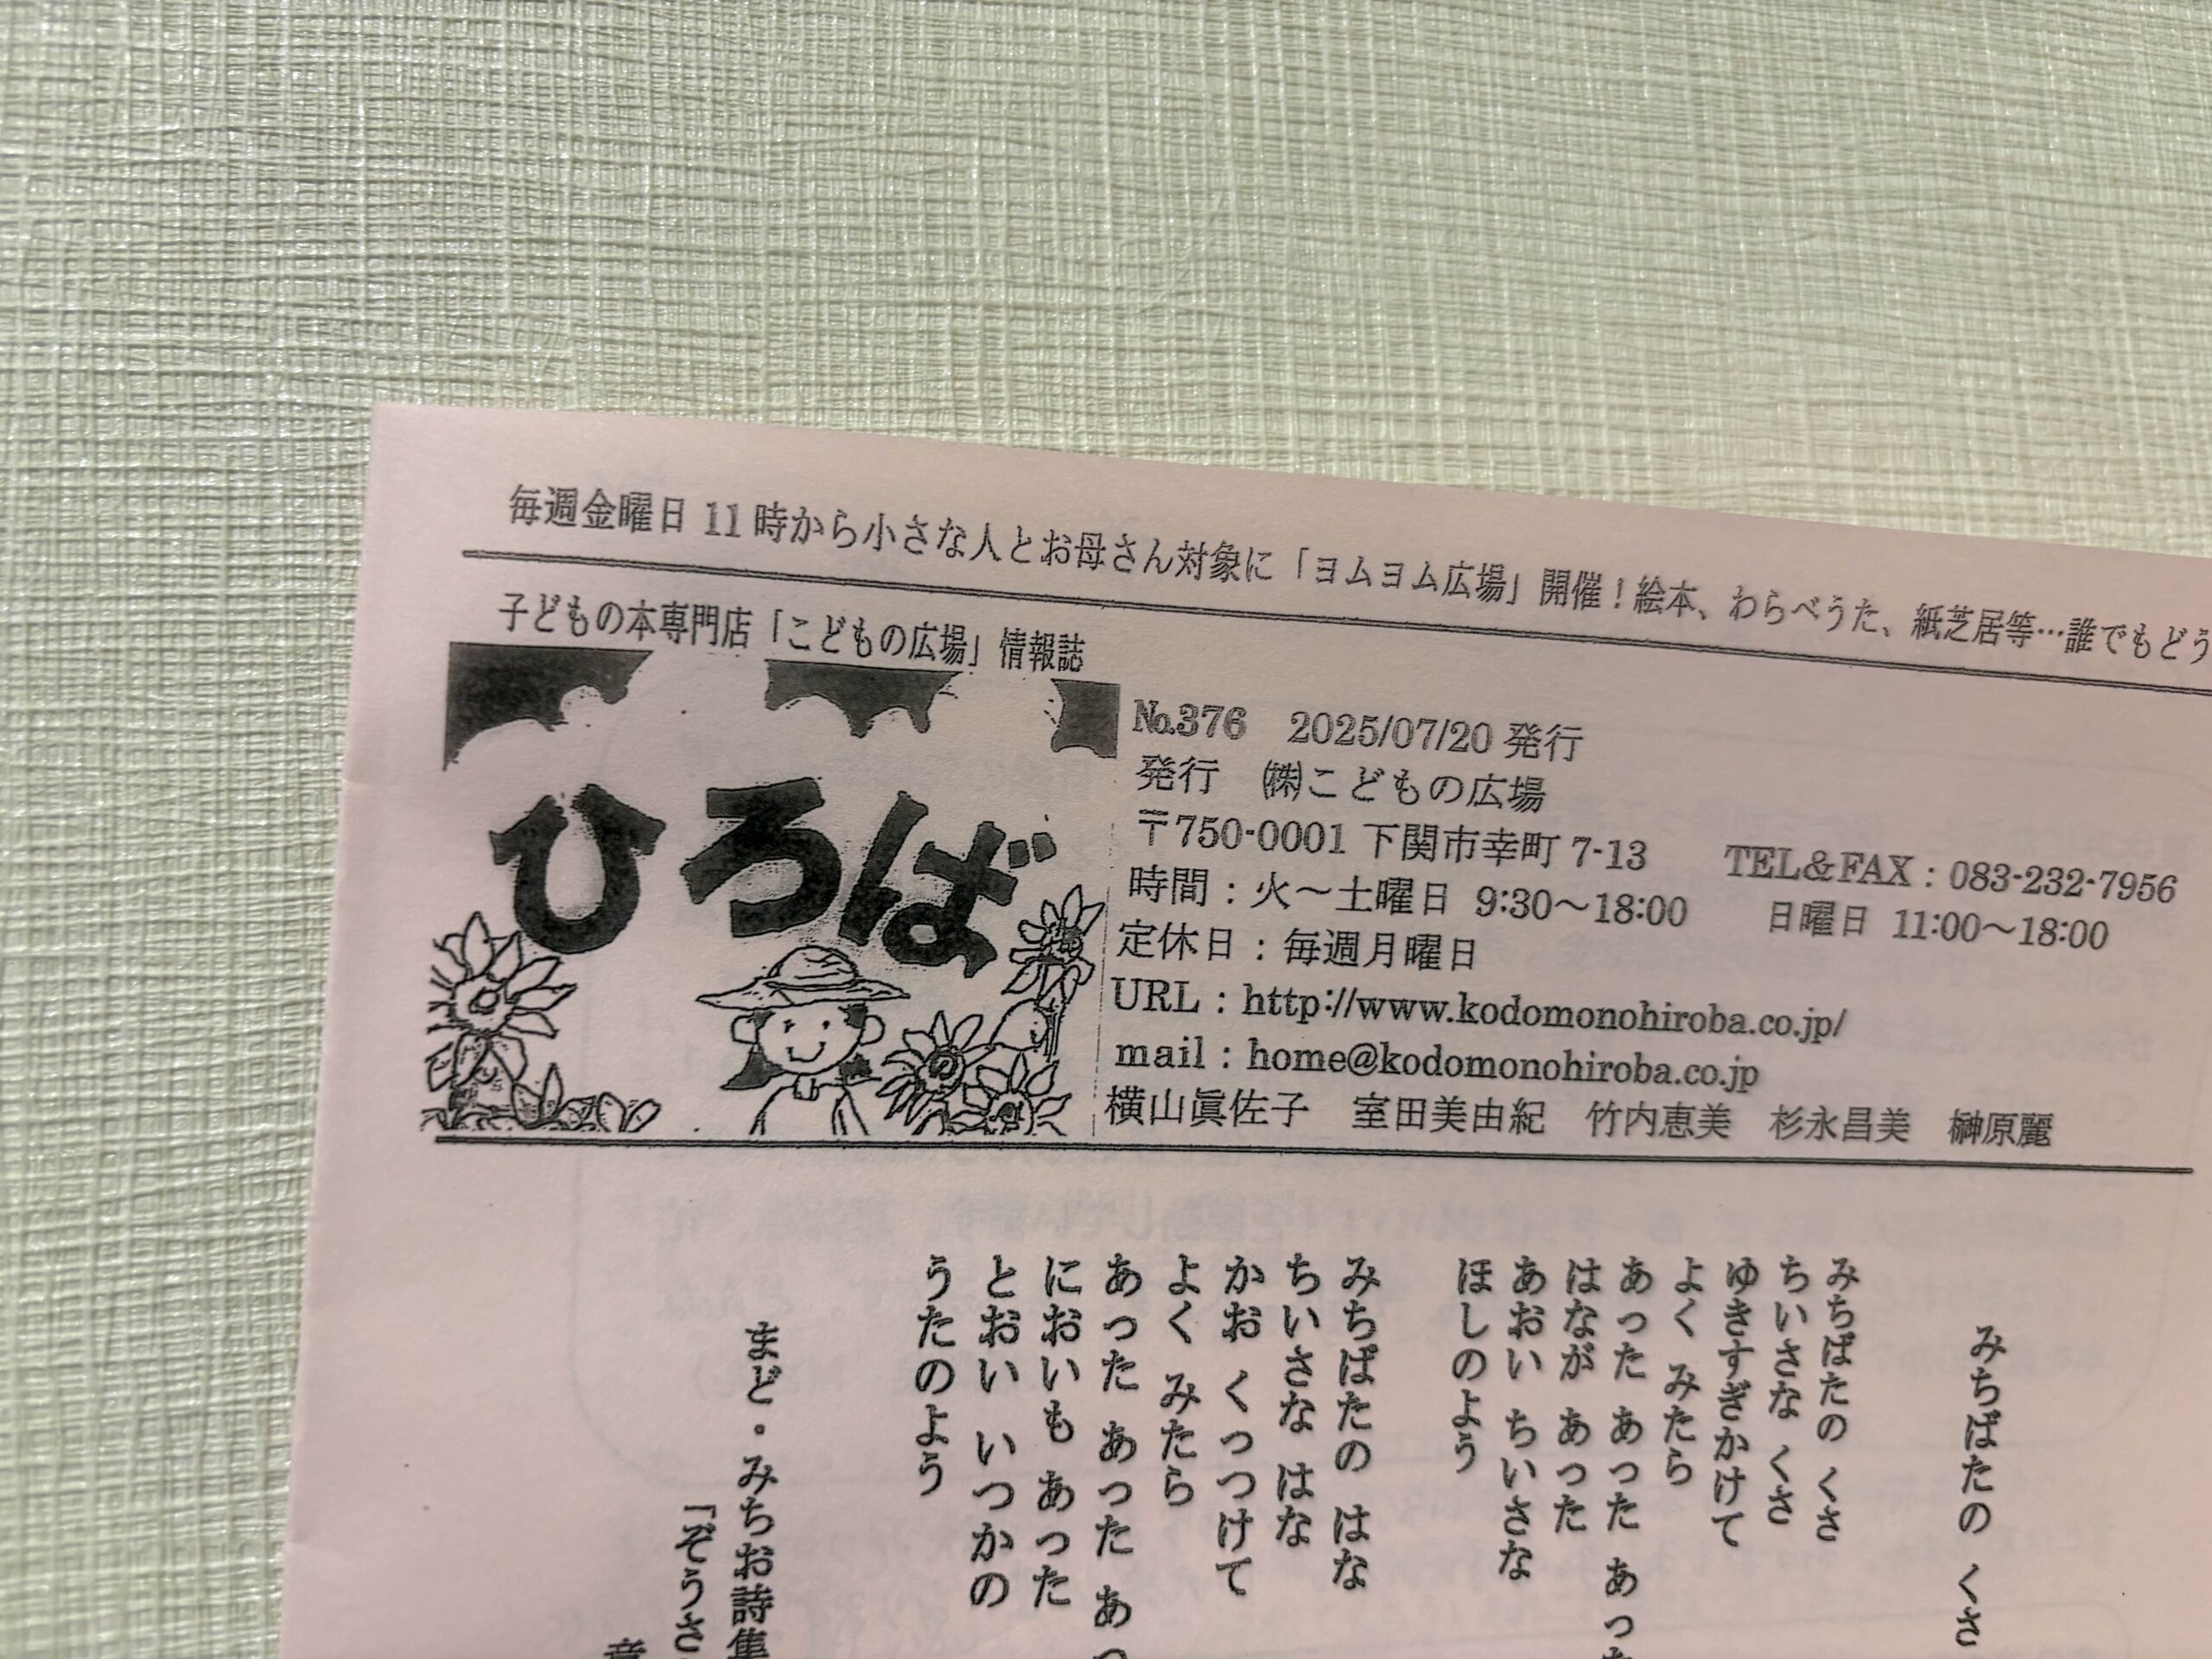 毎週金曜日 11 時から小さな人とお母さん対象に「ヨムヨム広場」開催！絵本、わらべうた、紙芝居等…誰でもどう
子どもの本専門店「こどもの広場」情報誌
ひろば
№376 2025/07/20 発行
発行 ㈱こどもの広場
〒750-0001 下関市幸町 7-13 TEL&FAX：083-232-7956
時間：火～土曜日 9:30～18:00 日曜日 11:00～18:00
定休日：毎週月曜日
URL：http://www.kodomonohiroba.co.jp/
mail：home@kodomonohiroba.co.jp
横山眞佐子 室田美由紀 竹内恵美 杉永昌美 榊原麗
みちばたの くさ
みちばたの くさ
ちいさな くさ
ゆきすぎかけて
よく みたら
あった あった あった
はなが あった
あおい ちいさな
ほしのよう
みちばたの はな
ちいさな はな
かお くっつけて
よく みたら
あった あった あっ
においも あった
とおい いつかの
うたのよう
まど・みちお詩集
「ぞうさ